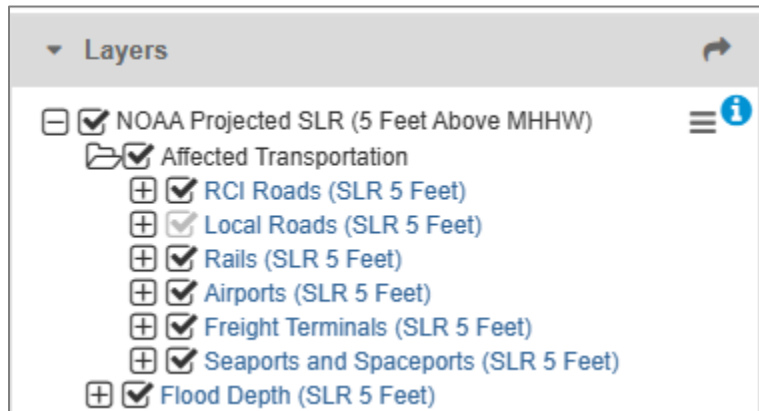 Layers
NOAA Projected SLR (5 Feet Above MHHW)
Affected Transportation
RCI Roads (SLR 5 Feet)
Local Roads (SLR 5 Feet)
Rails (SLR 5 Feet)
Airports (SLR 5 Feet)
Freight Terminals (SLR 5 Feet)
Seaports and Spaceports (SLR 5 Feet)
Flood Depth (SLR 5 Feet)